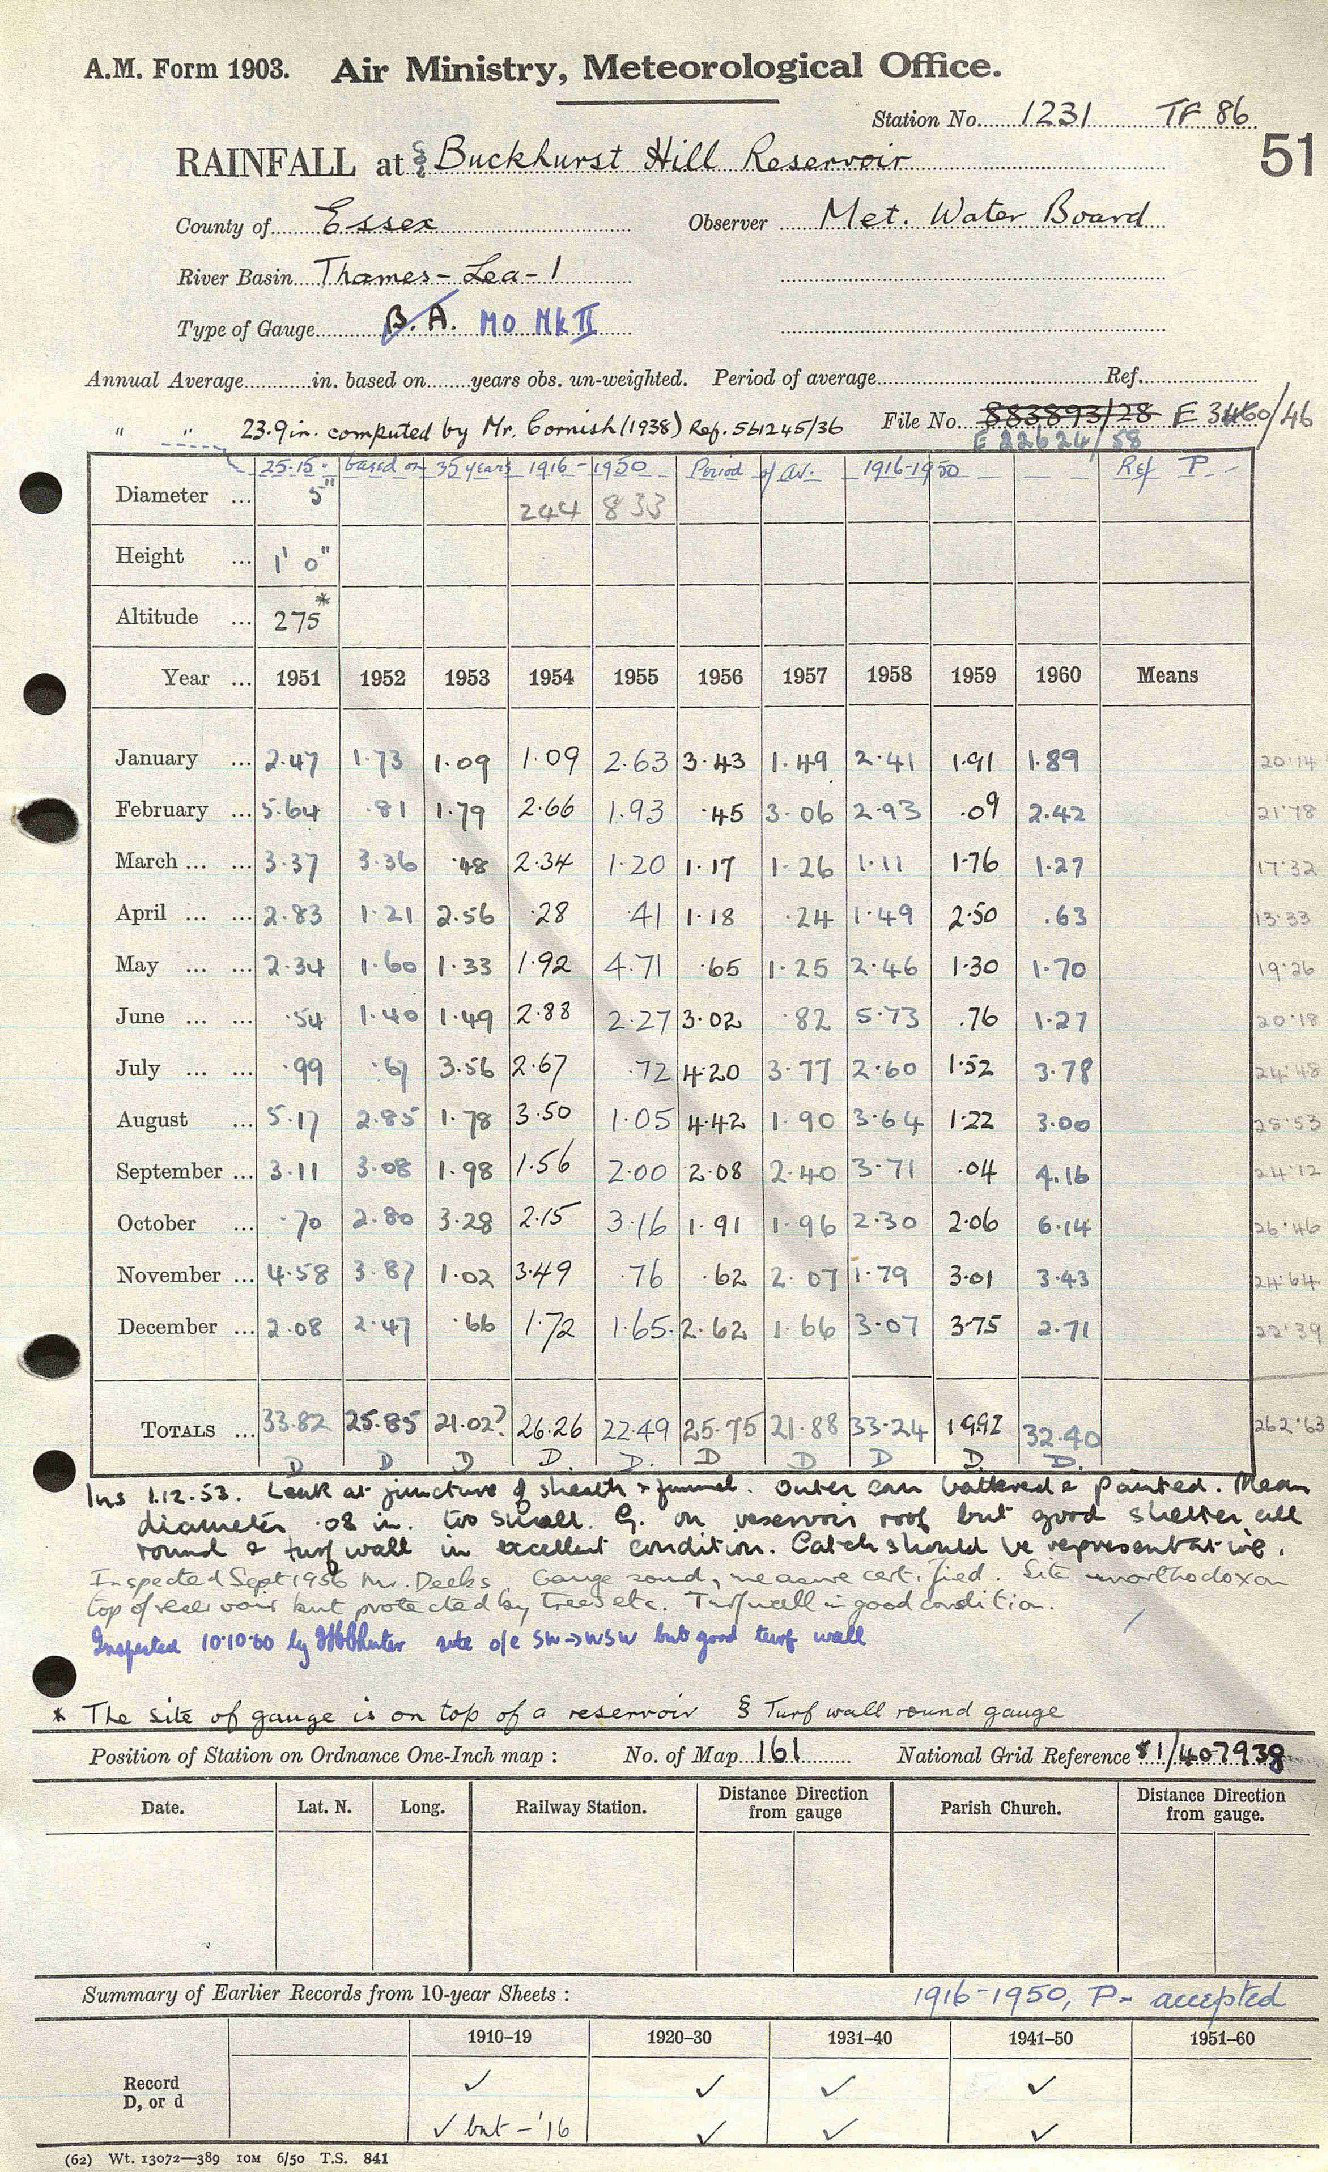 A.M. Form 1903. Air Ministry, Meteorological Office.
Station No. 1231 TF 86
51
RAINFALL at § Buckhurst Hill Reservoir
County of Essex Observer Met. Water Board
River Basin Thames-Lea-1
Type of Gauge B.A. MO Mk II
Annual Average in. based on years obs. un-weighted. Period of average Ref.
" " 23.9 in. computed by Mr. Cornish (1938) Ref. 561245/36 File No. 883893/28 E 3460/46
E 22624/58
25.15 based on 35 years 1916-1950 Period of Av. 1916-1950 Ref P
Diameter ... 5" 244 833
Height ... 1' 0"
Altitude ... 275*
Year ... 1951 1952 1953 1954 1955 1956 1957 1958 1959 1960 Means
January ... 2.47 1.73 1.09 1.09 2.63 3.43 1.49 2.41 1.91 1.89 20.14
February ... 5.64 .81 1.79 2.66 1.93 .45 3.06 2.93 .09 2.42 21.78
March ... ... 3.37 3.36 .48 2.34 1.20 1.17 1.26 1.11 1.76 1.27 17.32
April ... ... 2.83 1.21 2.56 .28 .41 1.18 .24 1.49 2.50 .63 13.33
May ... ... 2.34 1.60 1.33 1.92 4.71 .65 1.25 2.46 1.30 1.70 19.26
June ... ... .54 1.40 1.49 2.88 2.27 3.02 .82 5.73 .76 1.27 20.18
July ... ... .99 .67 3.56 2.67 .72 4.20 3.77 2.60 1.52 3.78 24.48
August ... 5.17 2.85 1.78 3.50 1.05 4.42 1.90 3.64 1.22 3.00 28.53
September ... 3.11 3.08 1.98 1.56 2.00 2.08 2.40 3.71 .04 4.16 24.12
October ... .70 2.80 3.28 2.15 3.16 1.91 1.96 2.30 2.06 6.14 26.46
November ... 4.58 3.87 1.02 3.49 .76 .62 2.07 1.79 3.01 3.43 24.64
December ... 2.08 2.47 .66 1.72 1.65 2.62 1.66 3.07 3.75 2.71 22.39
TOTALS ... 33.82 25.85 21.02? 26.26 22.49 25.75 21.88 33.24 19.92 32.40 262.63
D D D D. D. D D D D. D.
Ins 1.12.53. Leak at juncture of sheath & funnel. Outer can battered & painted. Mean
diameter .08 in. too small. G. on reservoir roof but good shelter all
round & turf wall in excellent condition. Catch should be representative.
Inspected Sept 1956 Mr. Deeks Gauge sound, measure certified. Site unorthodox on
top of reservoir but protected by trees etc. Turf wall in good condition.
Inspected 10.10.60 by site o/e SW→WSW but good turf wall
* The site of gauge is on top of a reservoir § Turf wall round gauge
Position of Station on Ordnance One-Inch map : No. of Map 161 National Grid Reference 51/407938
Date. Lat. N. Long. Railway Station. Distance Direction from gauge Parish Church. Distance Direction from gauge.
Summary of Earlier Records from 10-year Sheets : 1916-1950, P- accepted
1910–19 1920–30 1931–40 1941–50 1951–60
Record ✓ ✓ ✓ ✓
D, or d ✓ but -'16 ✓ ✓ ✓
(62) Wt. 13072—389 10M 6/50 T.S. 841